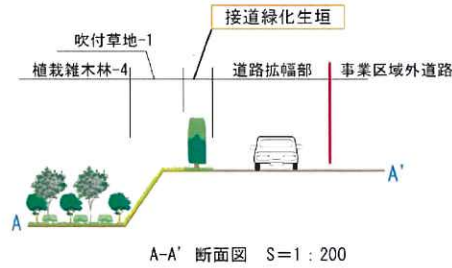 接道緑化生垣
吹付草地-1
植栽雑木林-4
道路拡幅部
事業区域外道路
A
A'
A-A' 断面図 S=1:200